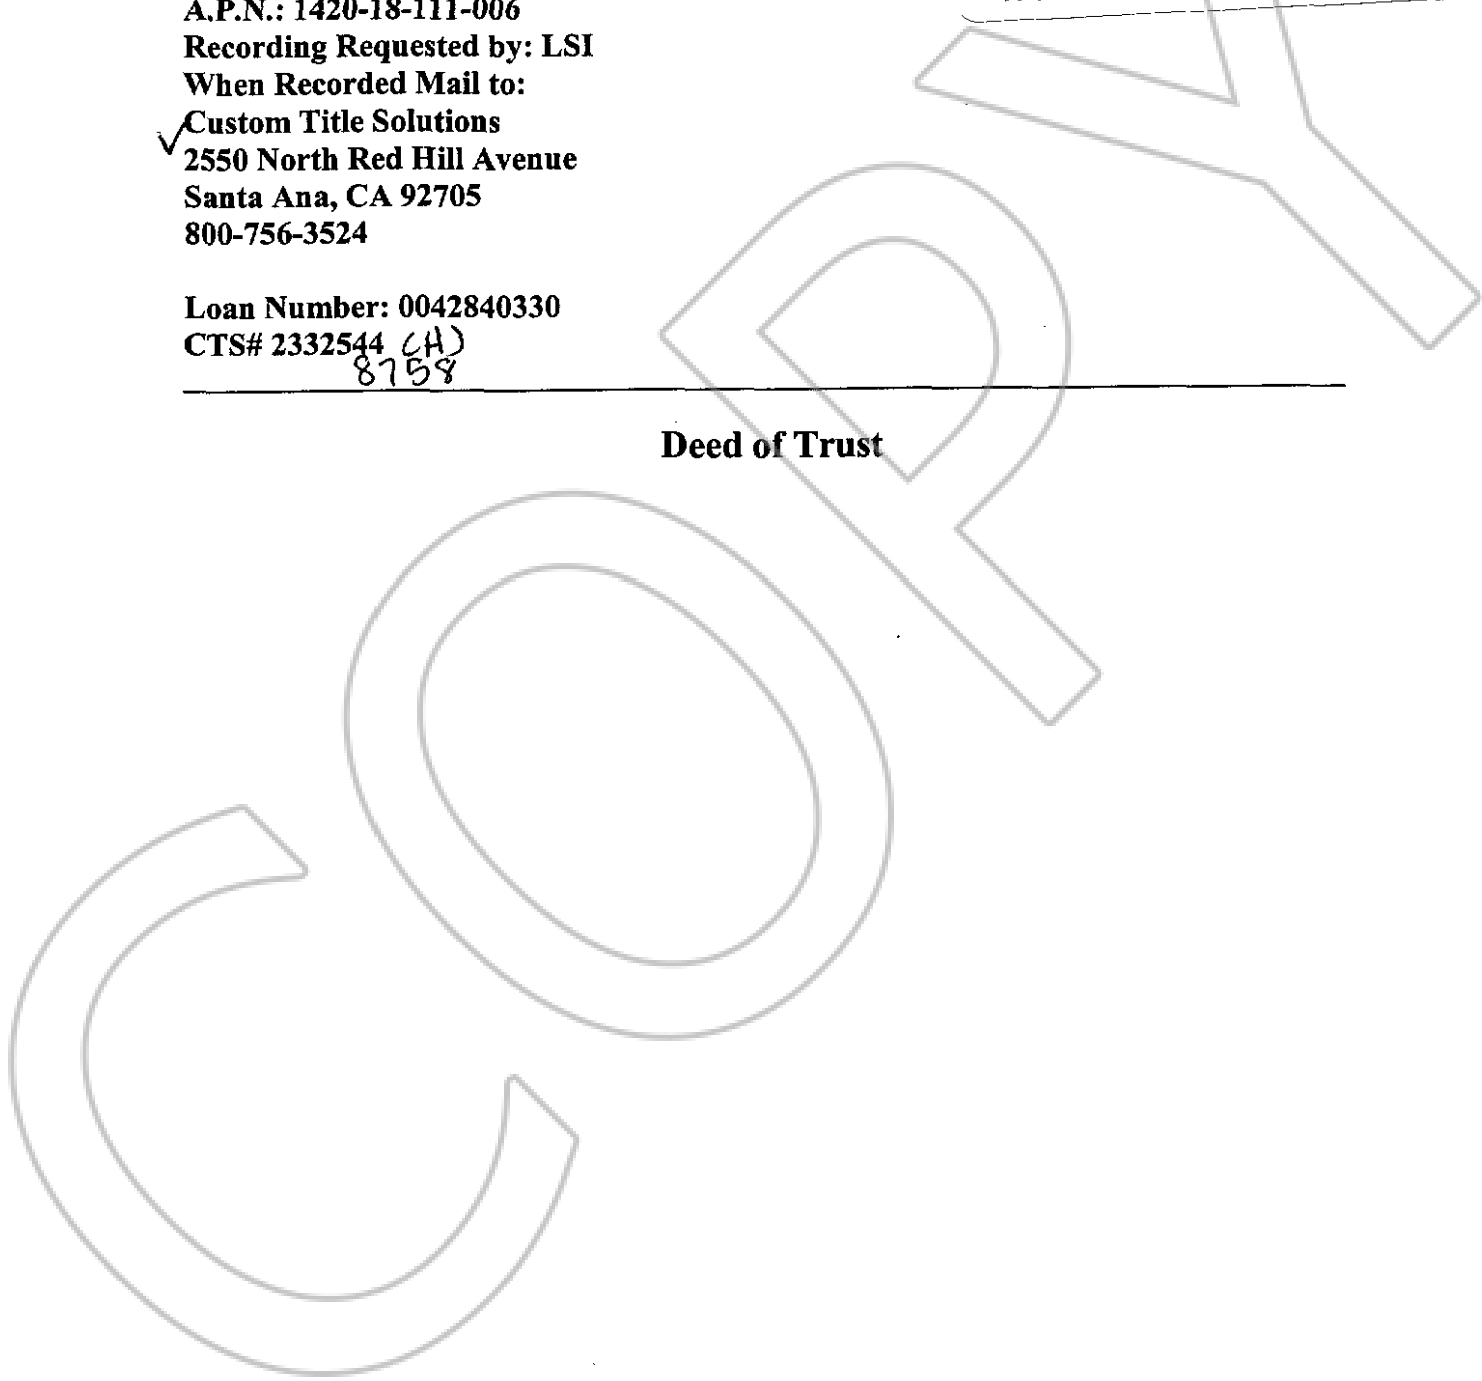 A.P.N.: 1420-18-111-006
Recording Requested by: LSI
When Recorded Mail to:
Custom Title Solutions
2550 North Red Hill Avenue
Santa Ana, CA 92705
800-756-3524
Loan Number: 0042840330
CTS# 2332544 (H)
8758
Deed of Trust
COPY